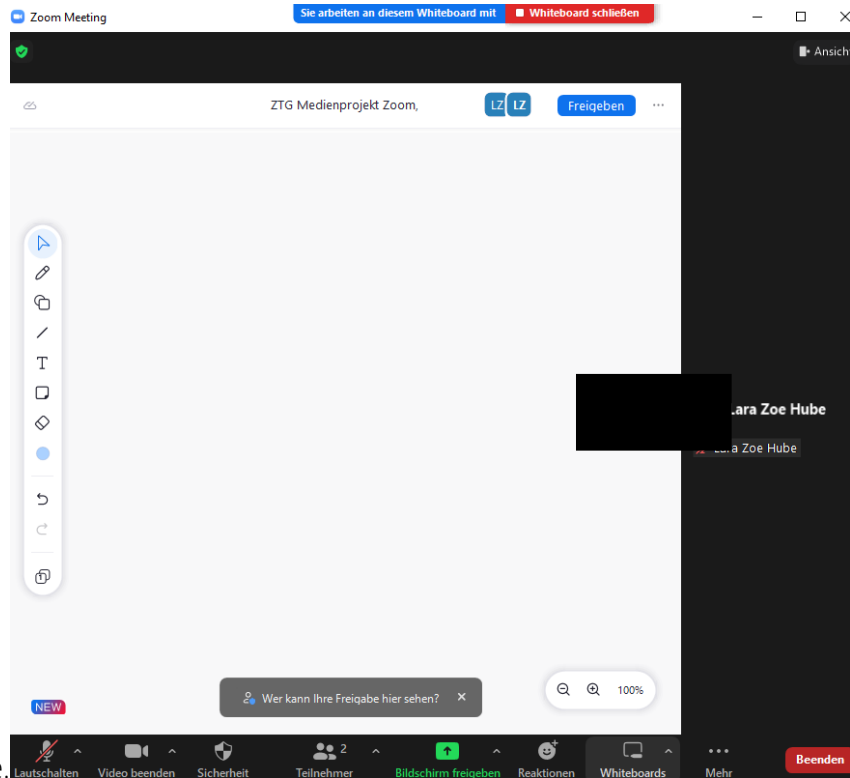 Zoom Meeting
Sie arbeiten an diesem Whiteboard mit
Whiteboard schließen
Ansicht
ZTG Medienprojekt Zoom,
LZ LZ
Freigeben
T
Lara Zoe Hube
Lara Zoe Hube
1
Wer kann Ihre Freigabe hier sehen?
100%
NEW
2
Lautschalten Video beenden Sicherheit Teilnehmer Bildschirm freigeben Reaktionen Whiteboards Mehr Beenden
e.